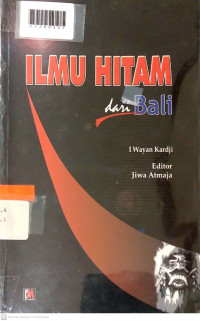 ILMU HITAM
dari Bali
I Wayan Kardji
Editor
Jiwa Atmaja